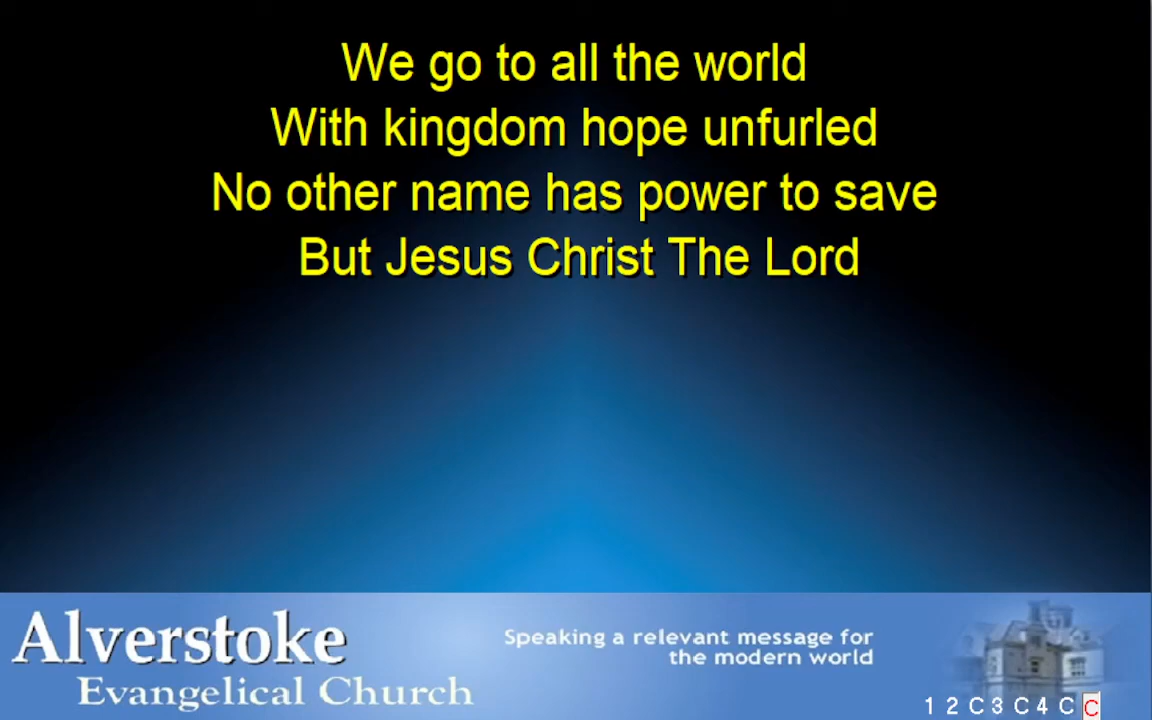 We go to all the world
With kingdom hope unfurled
No other name has power to save
But Jesus Christ The Lord
Alverstoke
Evangelical Church
Speaking a relevant message for
the modern world
1 2 C 3 C 4 C C